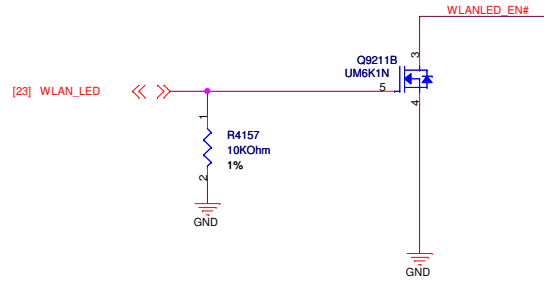 WLANLED_EN#
3
Q9211B
UM6K1N
5
[23] WLAN_LED
4
1
R4157
10KOhm
1%
2
GND
GND